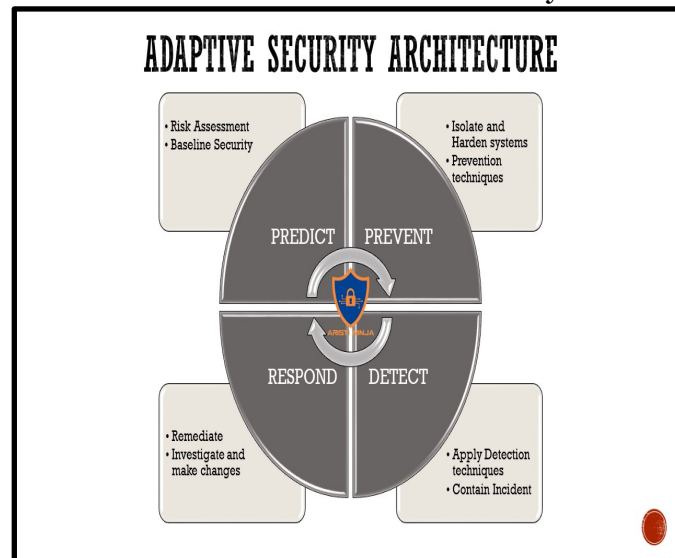 ADAPTIVE SECURITY ARCHITECTURE
• Risk Assessment
• Baseline Security
• Isolate and
Harden systems
• Prevention
techniques
PREDICT
PREVENT
RESPOND
DETECT
• Remediate
• Investigate and
make changes
• Apply Detection
techniques
• Contain Incident